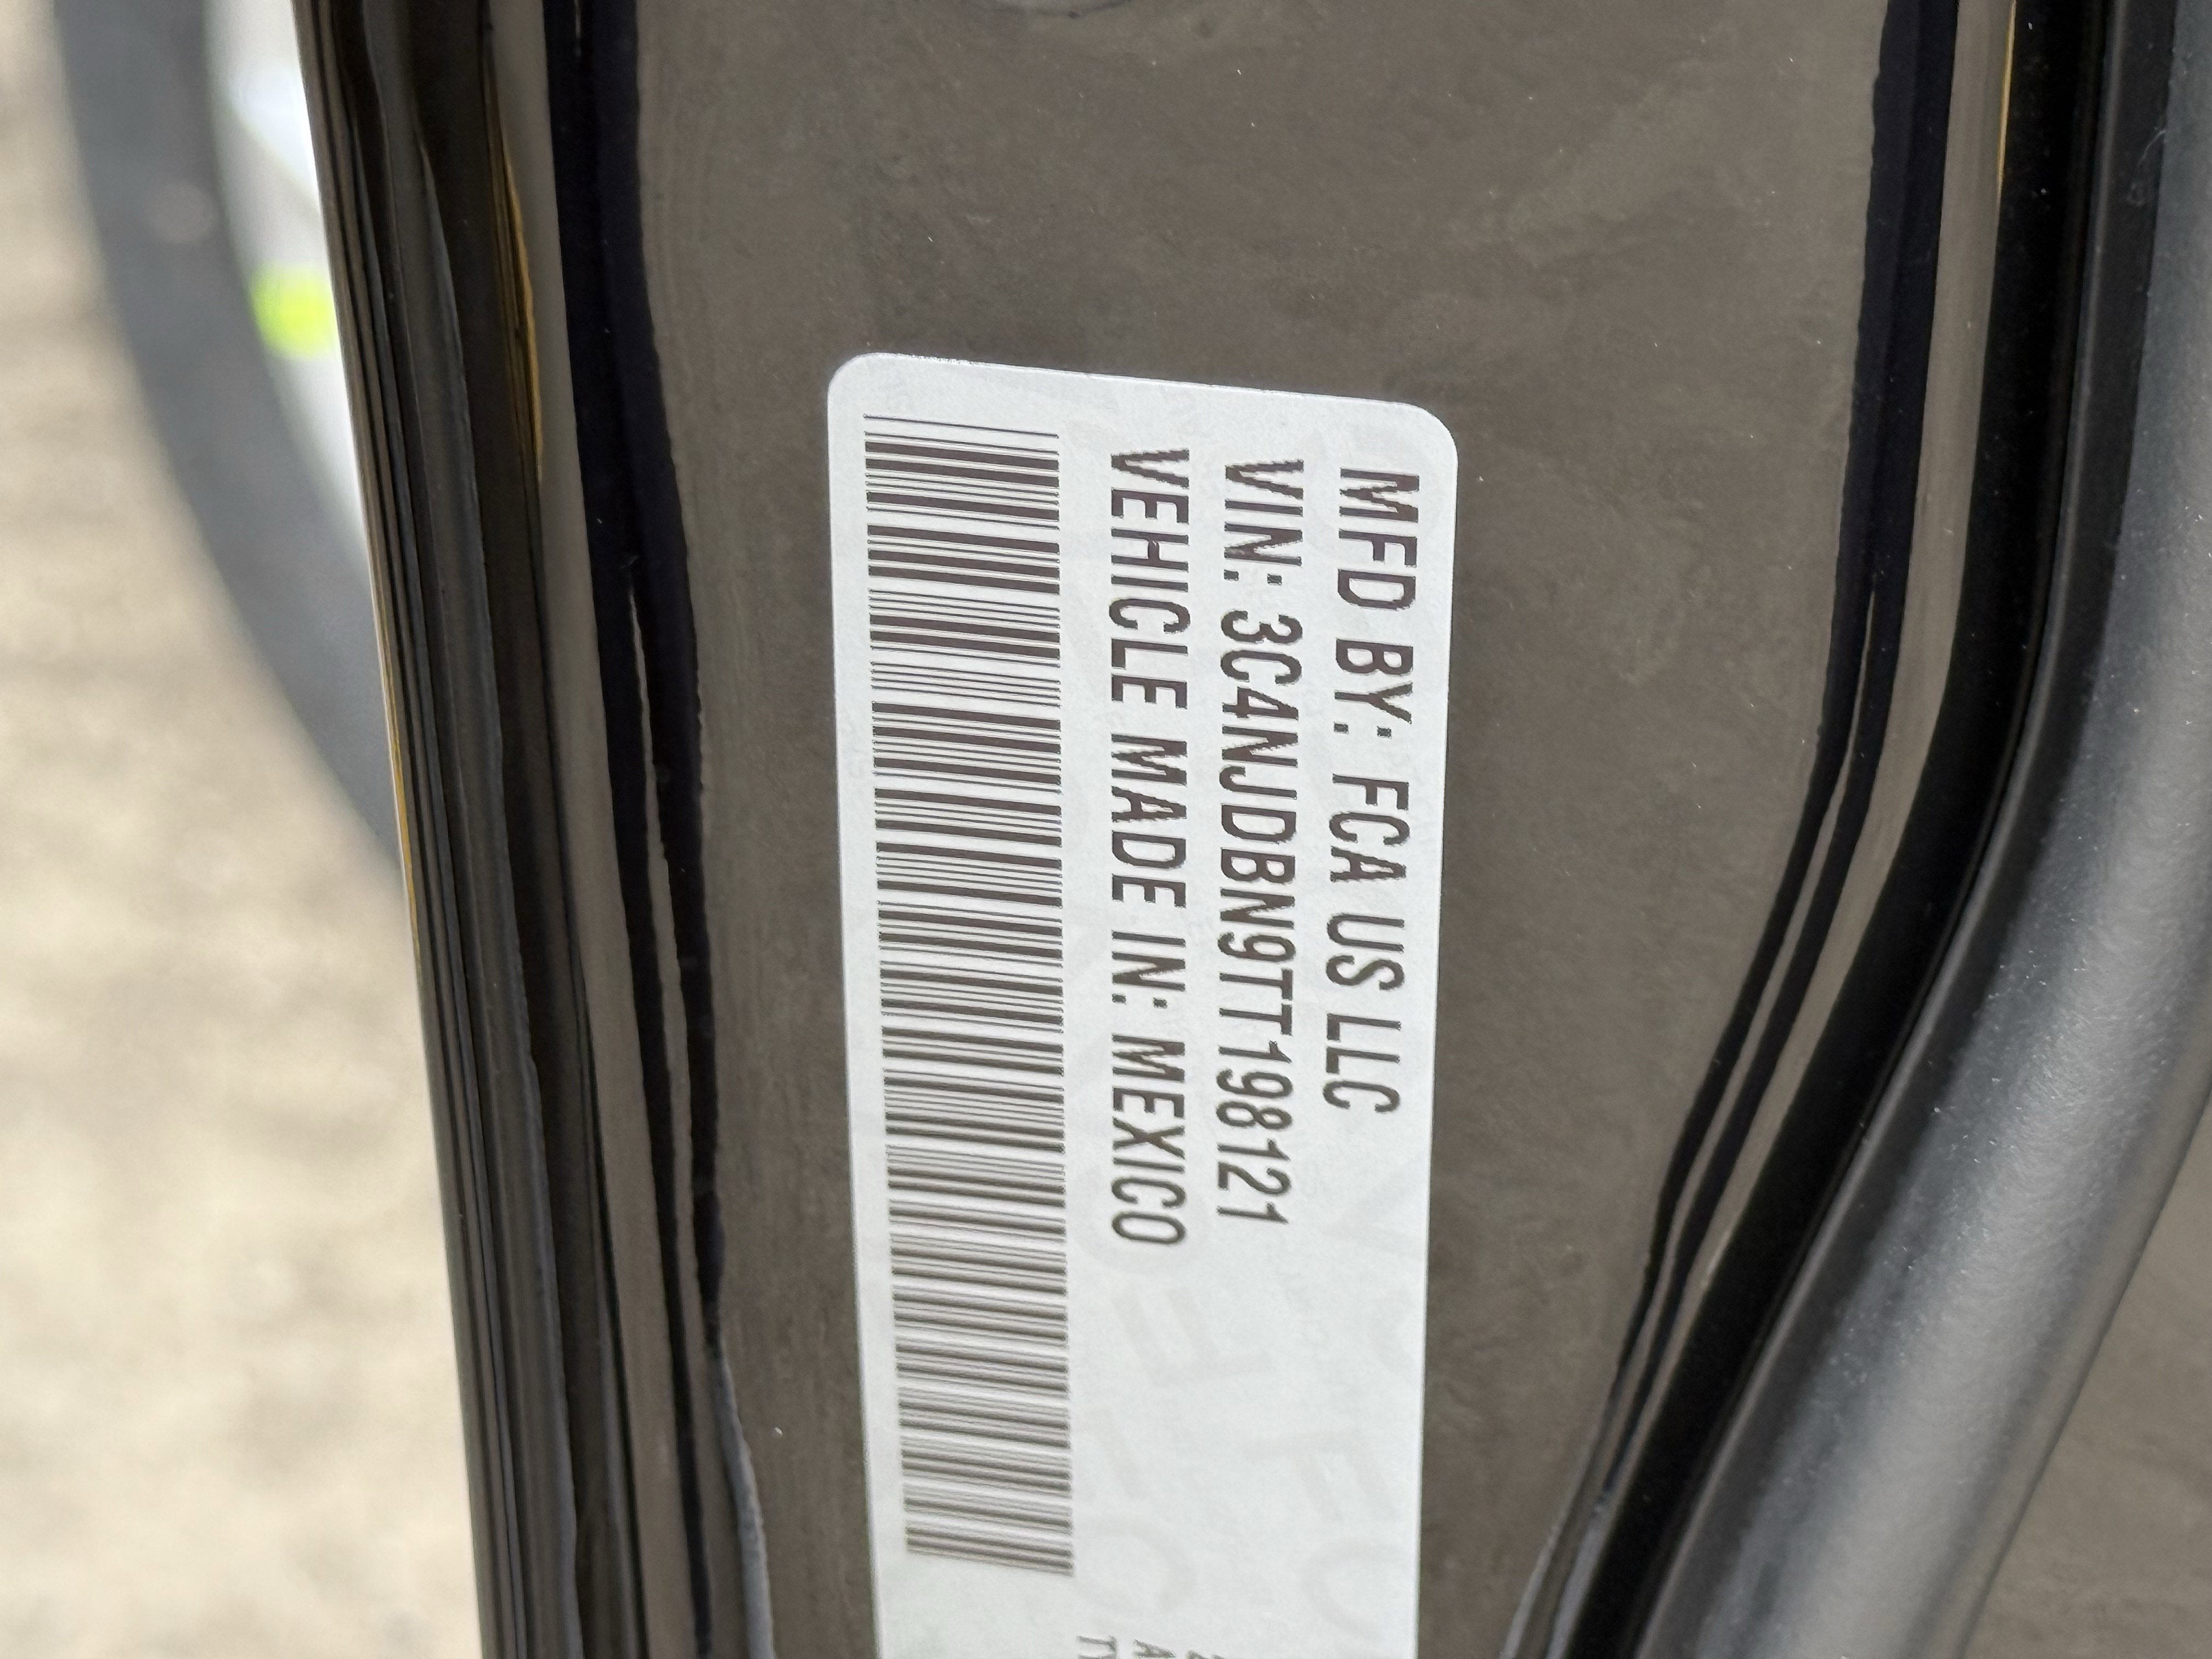 MFD BY: FCA US LLC
VIN: 3C4NJDBN9TT198121
VEHICLE MADE IN: MEXICO